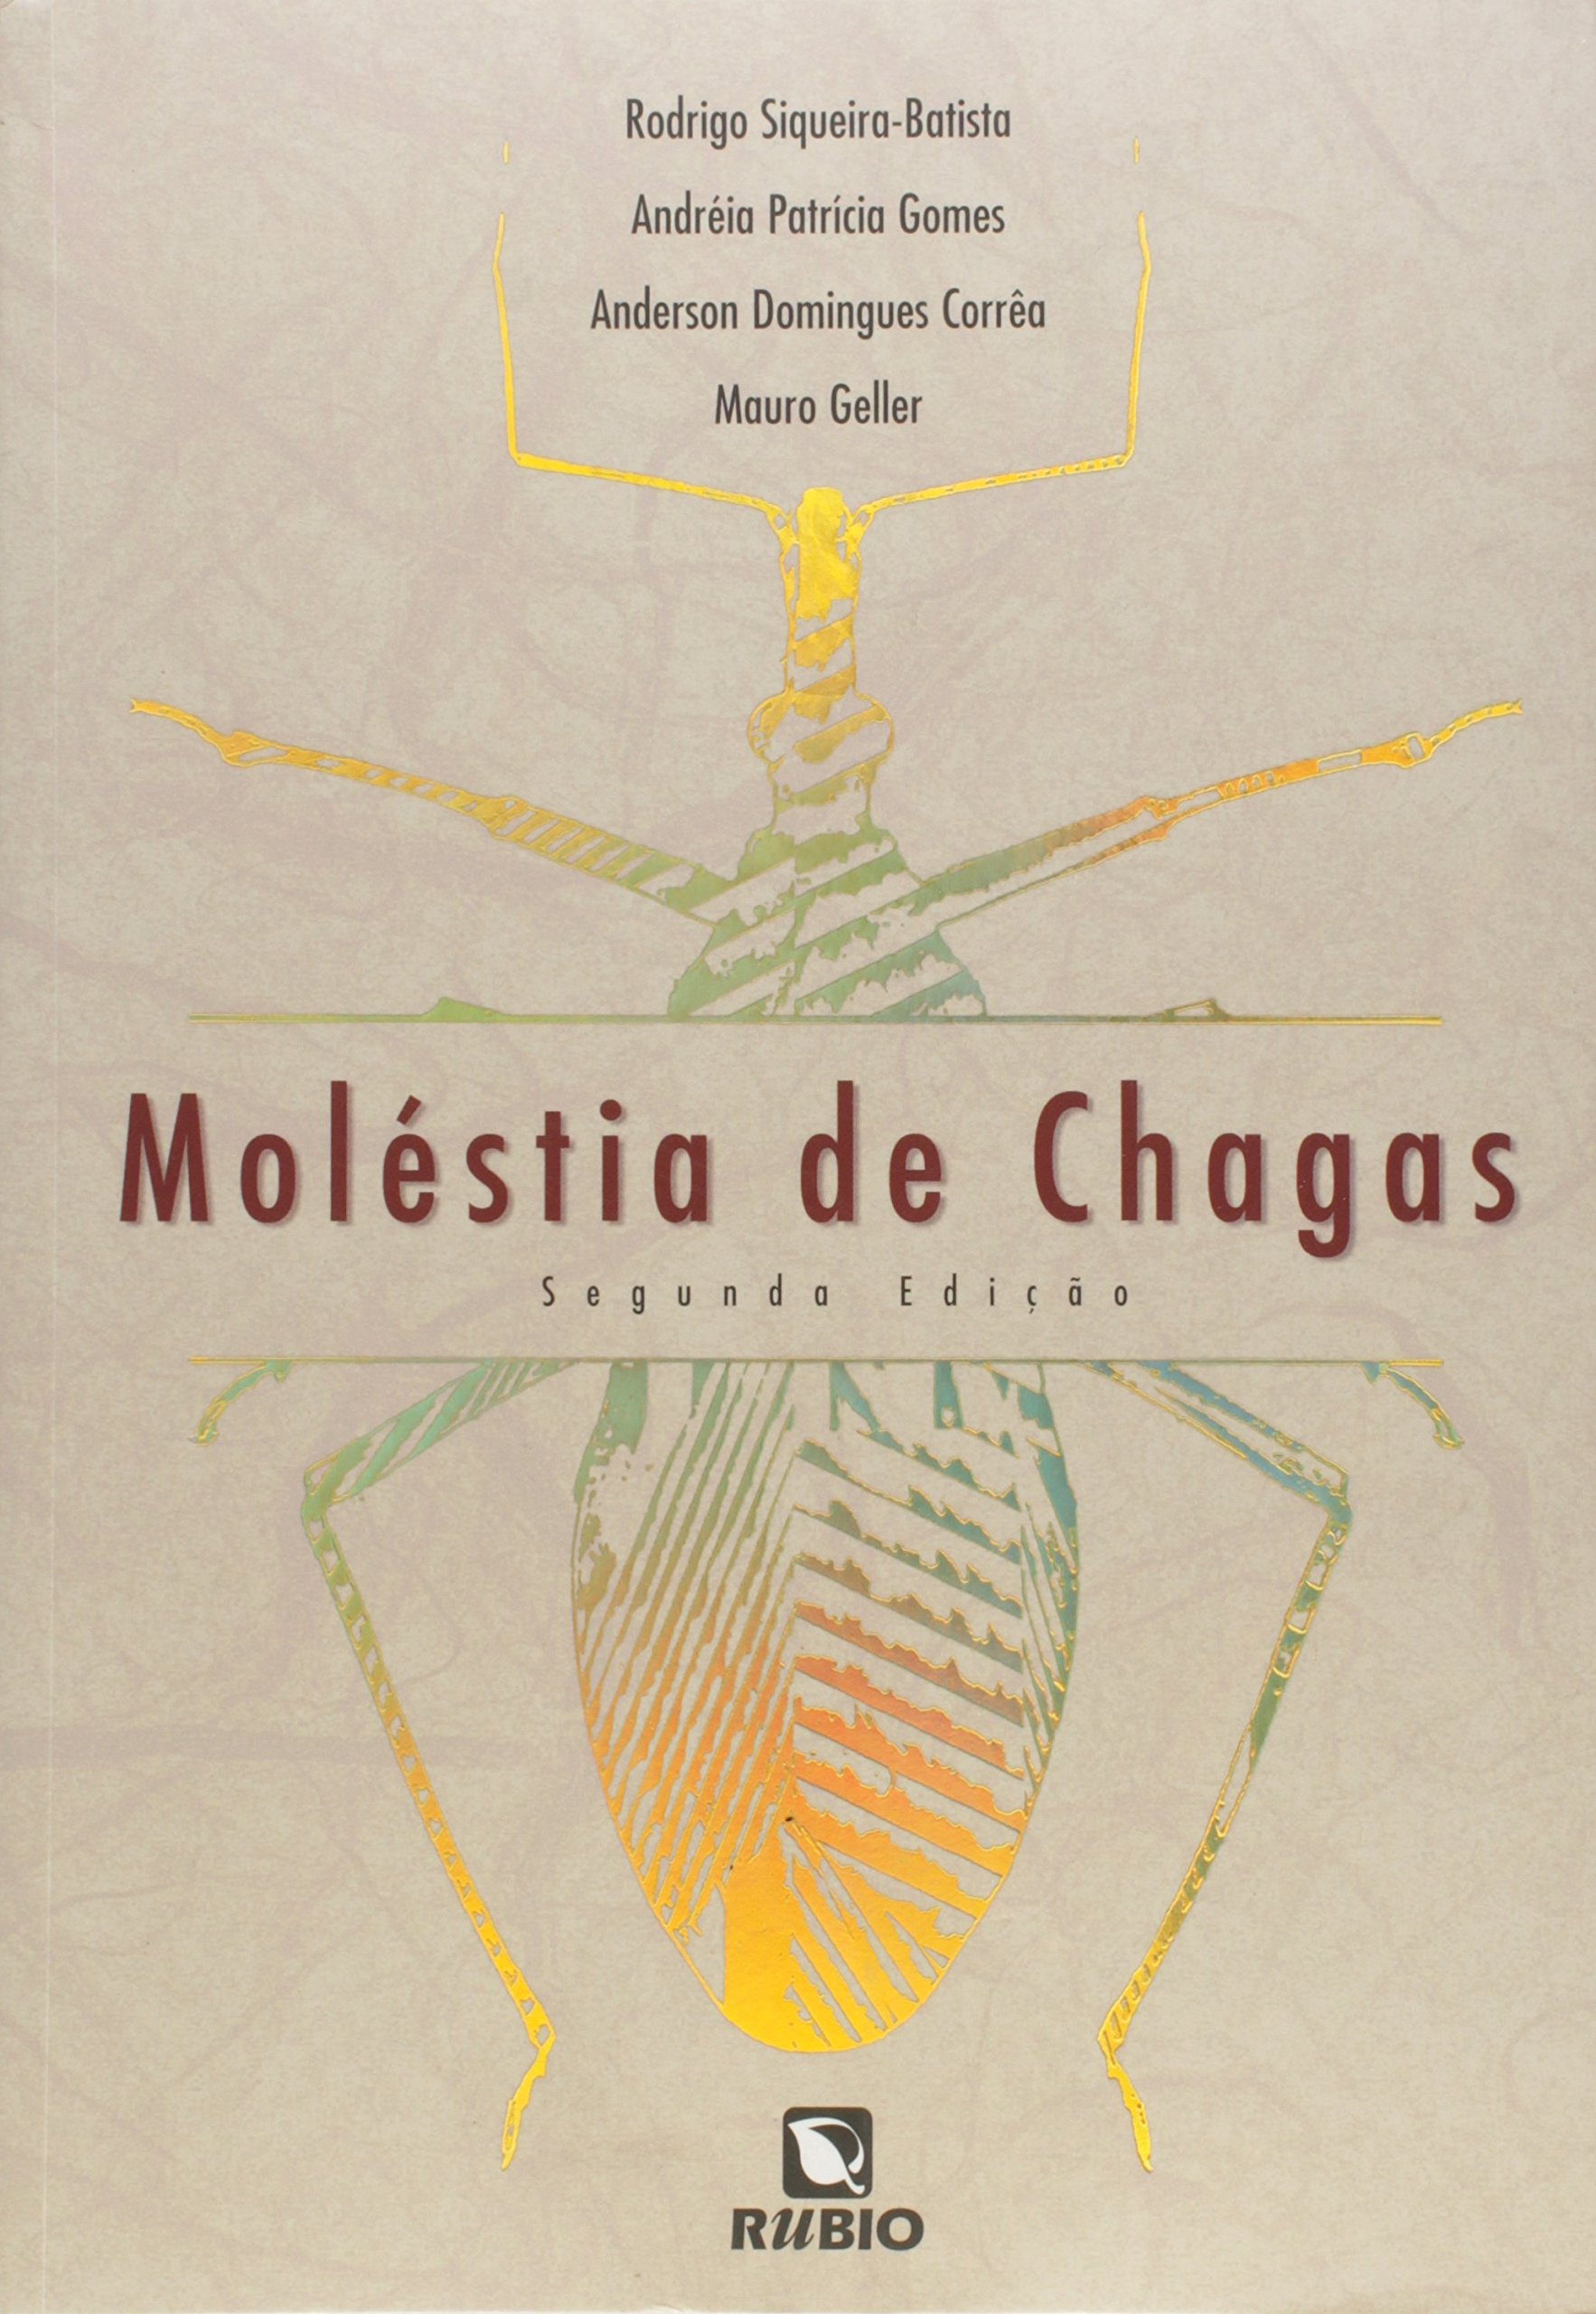 Rodrigo Siqueira-Batista
Andréia Patrícia Gomes
Anderson Domingues Corrêa
Mauro Geller
Moléstia de Chagas
Segunda Edição
RUBIO